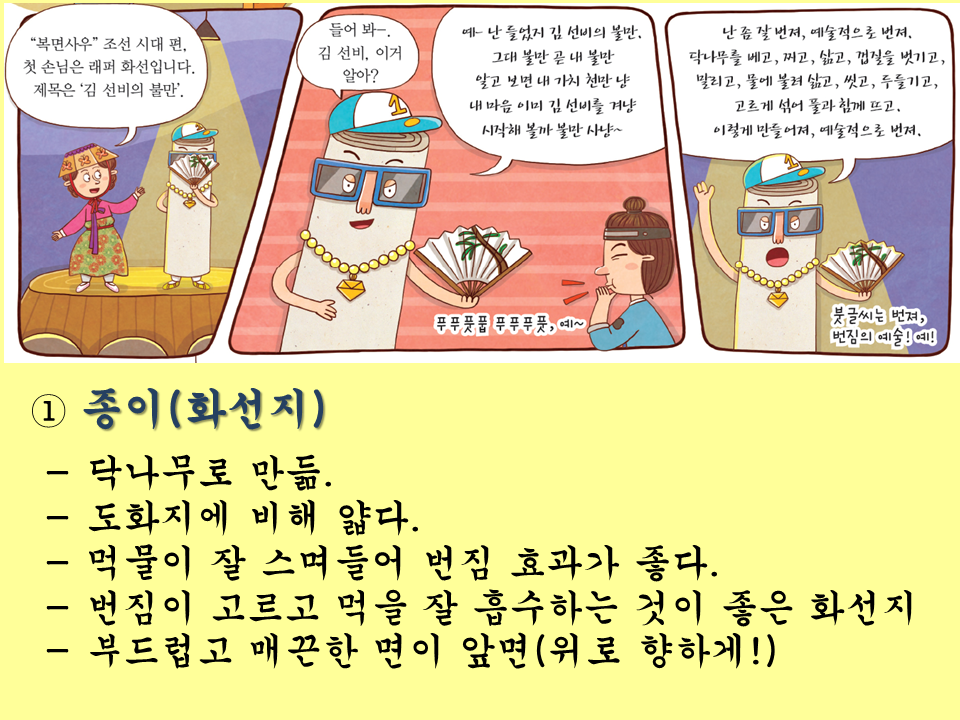 “복면사우” 조선 시대 편,
첫 손님은 래퍼 화선입니다.
제목은 ‘김 선비의 불만’.
들어 봐~.
김 선비, 이거
알아?
예~ 난 들었지 김 선비의 불만.
그대 불만 곧 내 불만
알고 보면 내 가치 천만 냥
내 마음 이미 김 선비를 겨냥
시작해 볼까 불만 사냥~
푸푸풋풉 푸푸푸풋, 예~
난 좀 잘 번져, 예술적으로 번져.
닥나무를 베고, 찌고, 삶고, 껍질을 벗기고,
말리고, 물에 불려 삶고, 씻고, 두들기고,
고르게 섞어 풀과 함께 뜨고.
이렇게 만들어져, 예술적으로 번져.
붓글씨는 번져,
번짐의 예술! 예!
① 종이(화선지)
- 닥나무로 만듦.
- 도화지에 비해 얇다.
- 먹물이 잘 스며들어 번짐 효과가 좋다.
- 번짐이 고르고 먹을 잘 흡수하는 것이 좋은 화선지
- 부드럽고 매끈한 면이 앞면(위로 향하게!)